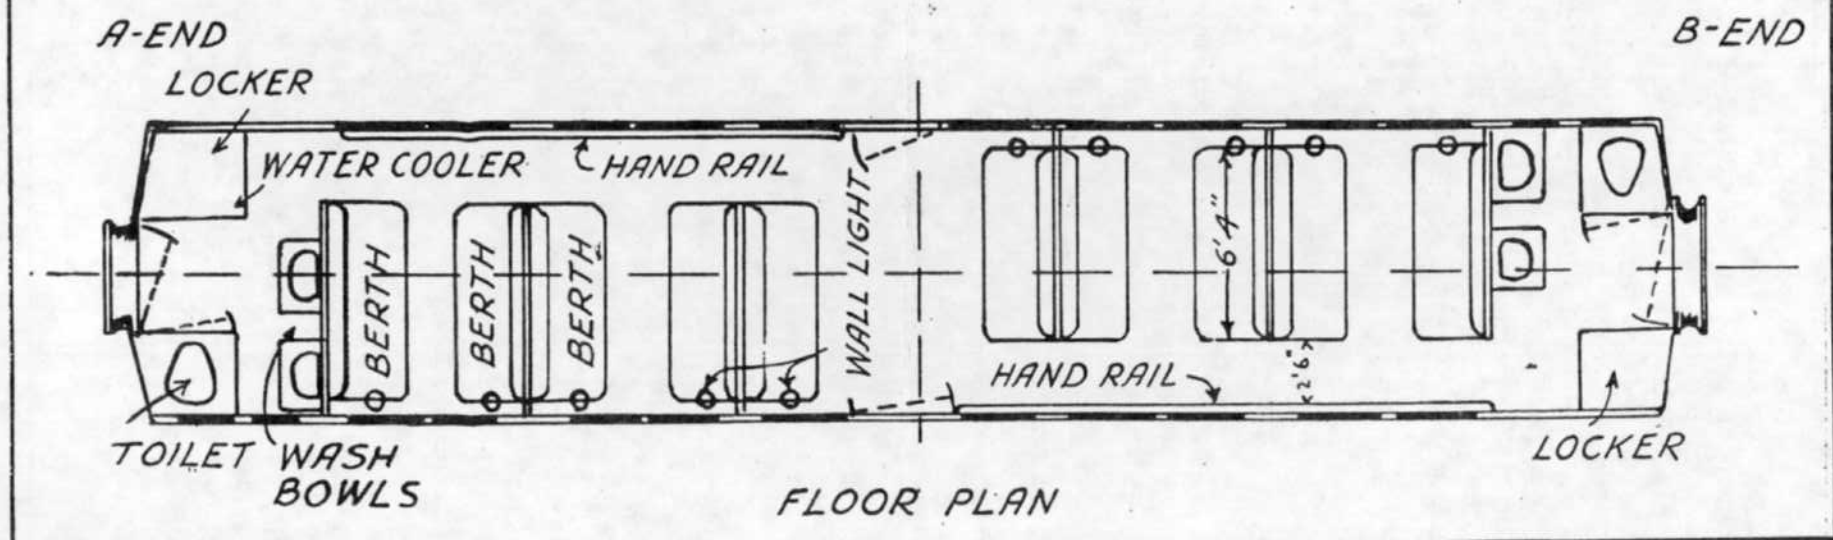 A-END
B-END
LOCKER
WATER COOLER
HAND RAIL
WALL LIGHT
BERTH
BERTH
BERTH
6'4"
2'6"
HAND RAIL
TOILET
WASH
BOWLS
LOCKER
FLOOR PLAN